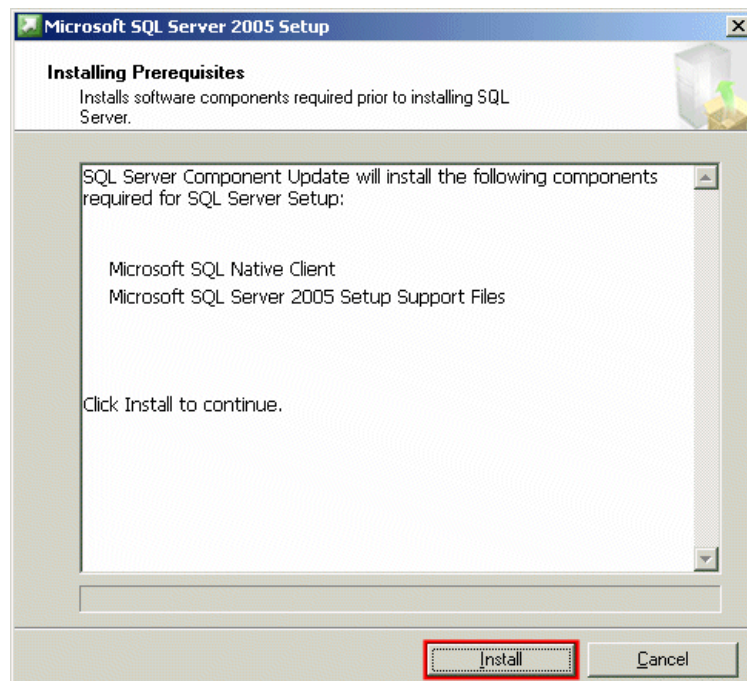 Microsoft SQL Server 2005 Setup
Installing Prerequisites
Installs software components required prior to installing SQL
Server.
SQL Server Component Update will install the following components
required for SQL Server Setup:
Microsoft SQL Native Client
Microsoft SQL Server 2005 Setup Support Files
Click Install to continue.
Install
Cancel